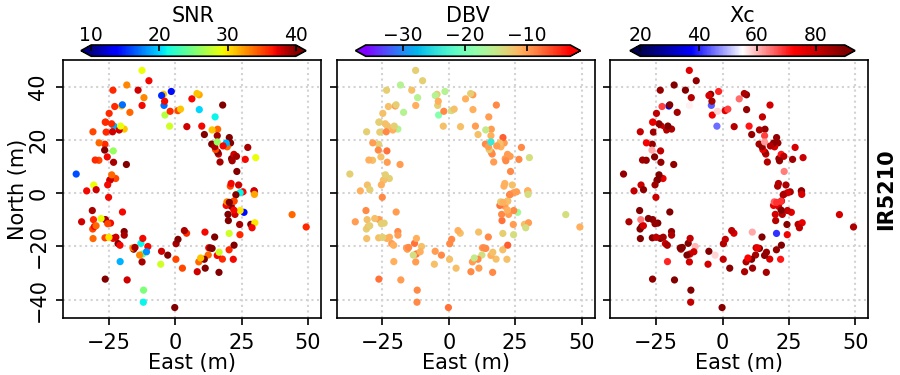 SNR DBV Xc
10 20 30 40 −30 −20 −10 20 40 60 80
40
20
0
−20
−40
North (m)
−25 0 25 50 −25 0 25 50 −25 0 25 50
East (m) East (m) East (m)
IR5210